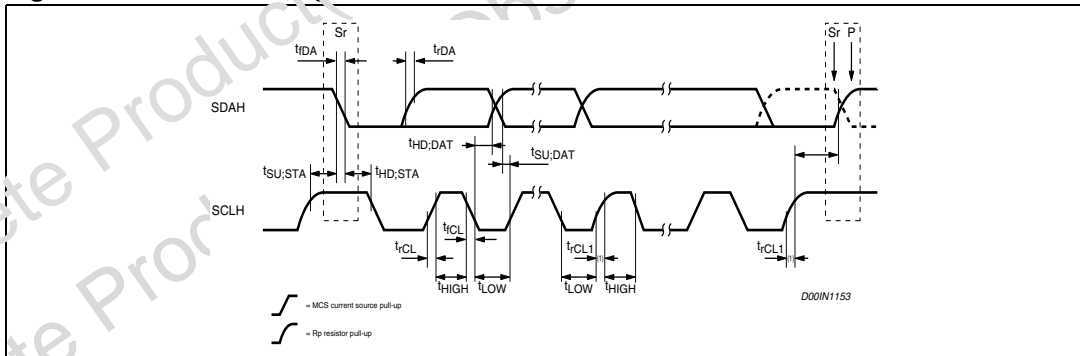 Sr
Sr P
tfDA
trDA
SDAH
tHD;DAT
tSU;DAT
tSU;STA
tHD;STA
SCLH
tfCL
trCL
trCL1
(1)
trCL1
(1)
tHIGH
tLOW
tLOW
tHIGH
D00IN1153
= MCS current source pull-up
= Rp resistor pull-up